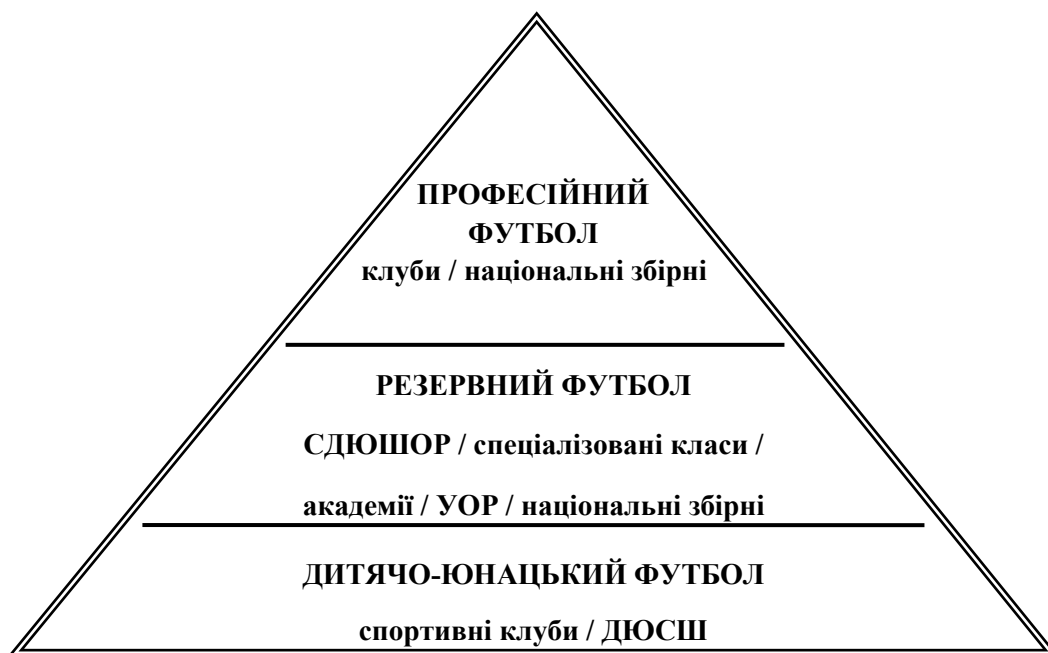 ПРОФЕСІЙНИЙ
ФУТБОЛ
клуби / національні збірні
РЕЗЕРВНИЙ ФУТБОЛ
СДЮШОР / спеціалізовані класи /
академії / УОР / національні збірні
ДИТЯЧО-ЮНАЦЬКИЙ ФУТБОЛ
спортивні клуби / ДЮСШ